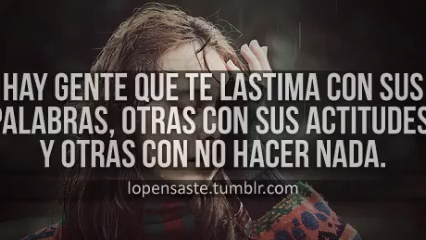 HAY GENTE QUE TE LASTIMA CON SUS
PALABRAS, OTRAS CON SUS ACTITUDES
Y OTRAS CON NO HACER NADA.
lopensaste.tumblr.com